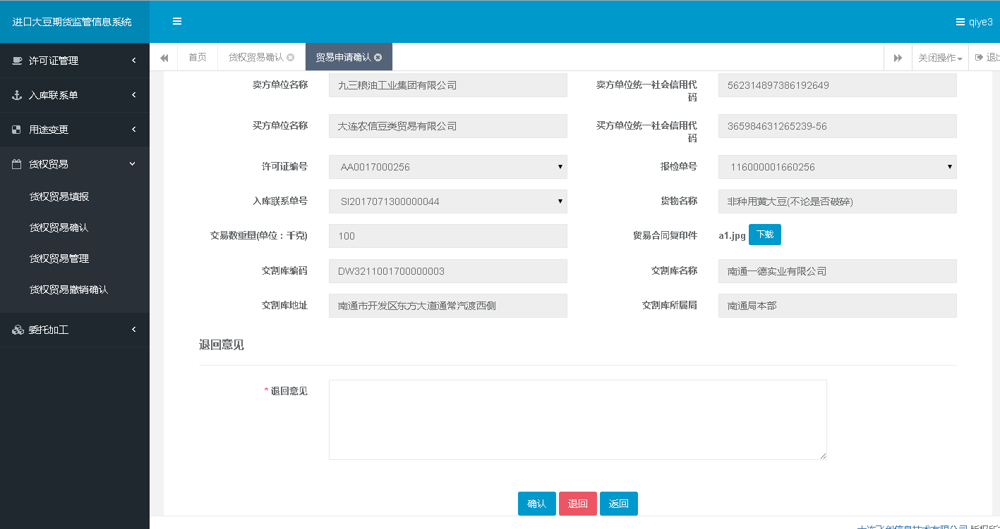 进口大豆期货监管信息系统
qiye3
首页
货权贸易确认
贸易申请确认
关闭操作
许可证管理
入库联系单
用途变更
货权贸易
货权贸易填报
货权贸易确认
货权贸易管理
货权贸易撤销确认
委托加工
卖方单位名称 九三粮油工业集团有限公司 卖方单位统一社会信用代码 562314897386192649
买方单位名称 大连农信豆类贸易有限公司 买方单位统一社会信用代码 365984631265239-56
许可证编号 AA0017000256 报检单号 116000001660256
入库联系单号 SI2017071300000044 货物名称 非种用黄大豆(不论是否破碎)
交易数重量(单位：千克) 100 贸易合同复印件 a1.jpg 下载
交割库编码 DW3211001700000003 交割库名称 南通一德实业有限公司
交割库地址 南通市开发区东方大道通常汽渡西侧 交割库所属局 南通局本部
退回意见
* 退回意见
确认 退回 返回